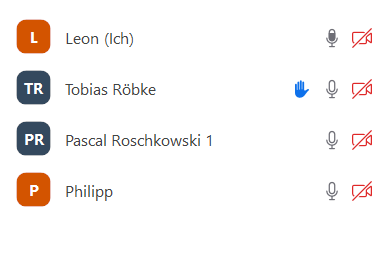 L Leon (Ich)
TR Tobias Röbke
PR Pascal Roschkowski 1
P Philipp